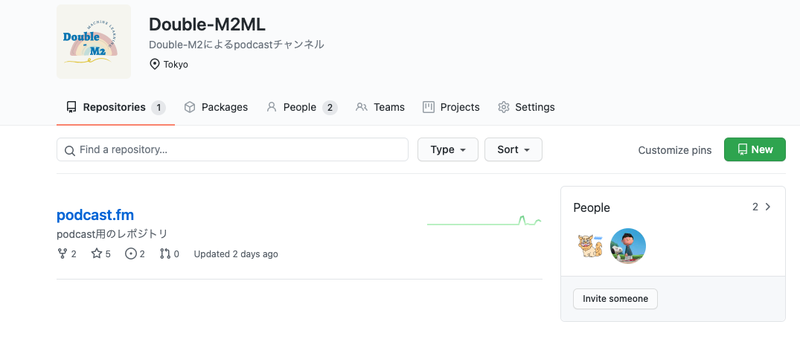 MACHINE LEARNING
Double
M2
Double-M2ML
Double-M2によるpodcastチャンネル
Tokyo
Repositories 1 Packages People 2 Teams Projects Settings
Find a repository... Type Sort Customize pins New
podcast.fm
podcast用のレポジトリ
2 5 2 0 Updated 2 days ago
People 2
Invite someone